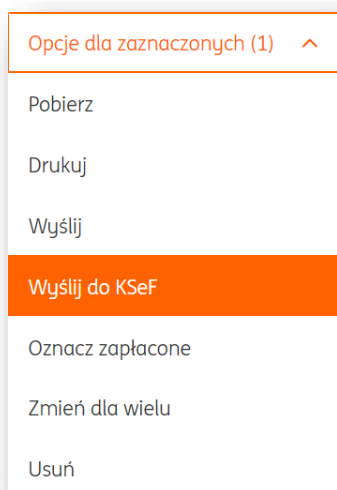 Opcje dla zaznaczonych (1)
Pobierz
Drukuj
Wyślij
Wyślij do KSeF
Oznacz zapłacone
Zmień dla wielu
Usuń